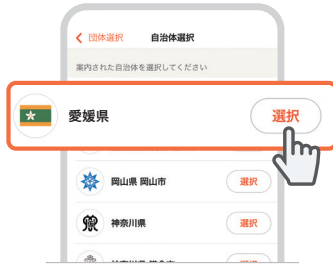 団体選択 自治体選択
案内された自治体を選択してください
愛媛県 選択
岡山県 岡山市 選択
神奈川県 選択